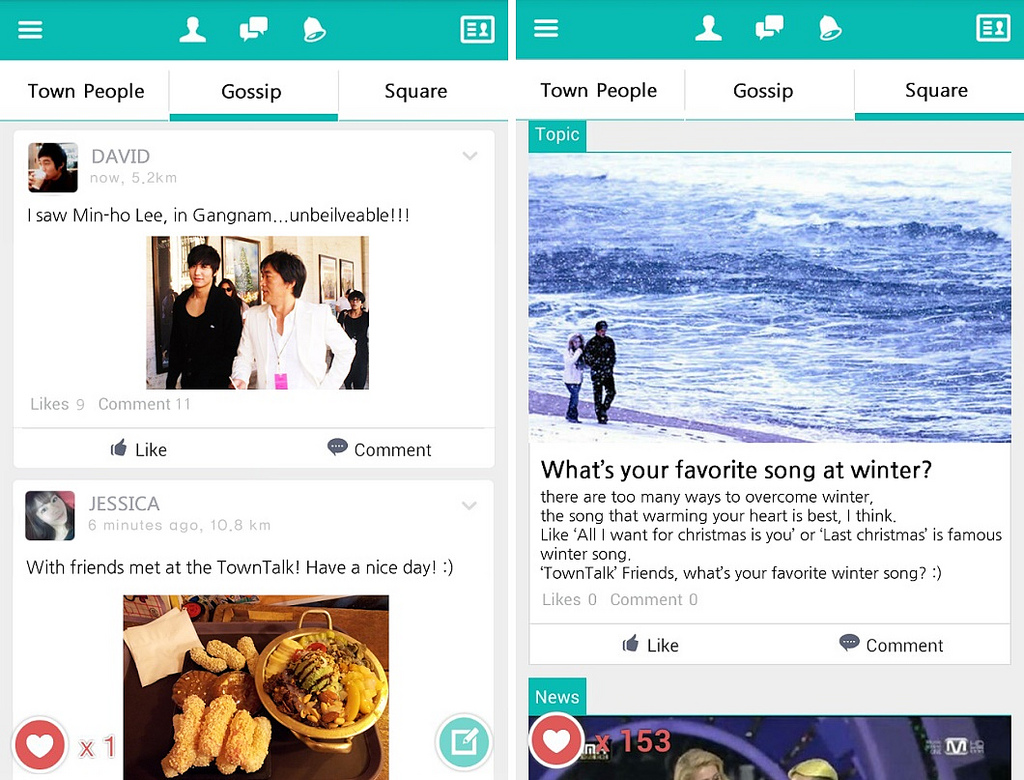 Town People
Gossip
Square
DAVID
now, 5.2km
I saw Min-ho Lee, in Gangnam...unbeilveable!!!
Likes 9 Comment 11
Like
Comment
JESSICA
6 minutes ago, 10.8 km
With friends met at the TownTalk! Have a nice day! :)
x 1
Town People
Gossip
Square
Topic
What's your favorite song at winter?
there are too many ways to overcome winter,
the song that warming your heart is best, I think.
Like 'All I want for christmas is you' or 'Last christmas' is famous
winter song.
'TownTalk' Friends, what's your favorite winter song? :)
Likes 0 Comment 0
Like
Comment
News
x 153
M